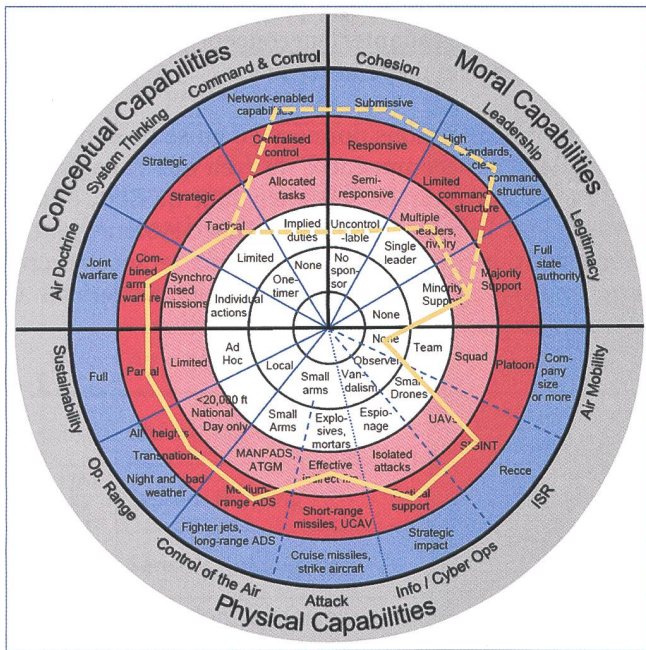 Conceptual Capabilities
Moral Capabilities
Physical Capabilities
Command & Control
Network-enabled
capabilities
Centralised
control
Allocated
tasks
Implied
duties
None
Cohesion
Submissive
Responsive
Semi-
responsive
Uncontrol
-lable
No
spon-
sor
Leadership
High
standards,
clear
command
structure
Limited
command
structure
Multiple
leaders,
rivalry
Single
leader
Legitimacy
Full
state
authority
Majority
Support
Minority
Support
None
System Thinking
Strategic
Strategic
Tactical
Limited
One-
timer
Air Doctrine
Joint
warfare
Com-
bined
arms
warfare
Synchro-
nised
missions
Individual
actions
Sustainability
Full
Partial
Limited
Ad
Hoc
Local
Op. Range
All heights
Transnational
Night and bad
weather
<20,000 ft
National
Day only
Control of the Air
Fighter jets,
long-range ADS
Medium-
range ADS
MANPADS,
ATGM
Small
Arms
Small
arms
Attack
Cruise missiles,
strike aircraft
Short-range
missiles, UCAV
Effective
indirect fire
Explo-
sives,
mortars
Info / Cyber Ops
Strategic
impact
support
Isolated
attacks
Espio-
nage
Van-
dalism
ISR
Recce
SIGINT
UAVs
Small
Drones
Observer
Air Mobility
Com-
pany
size
or more
Platoon
Squad
Team
None